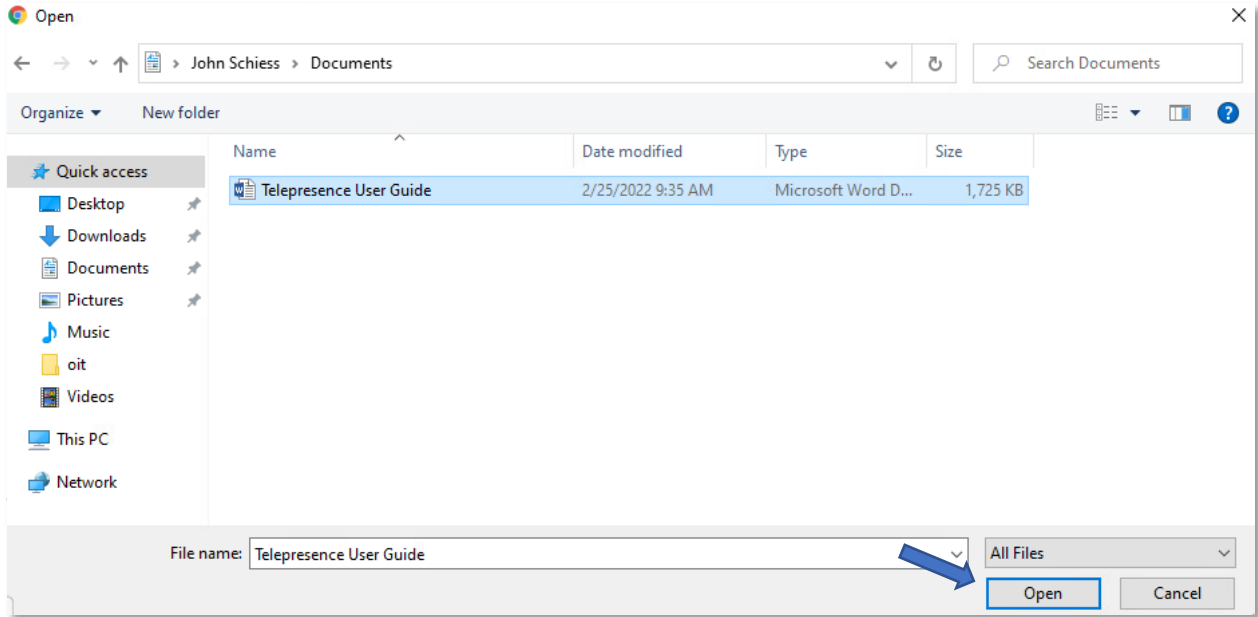 Open
John Schiess > Documents
Search Documents
Organize
New folder
?
Name
Date modified
Type
Size
Quick access
Telepresence User Guide
2/25/2022 9:35 AM
Microsoft Word D...
1,725 KB
Desktop
Downloads
Documents
Pictures
Music
oit
Videos
This PC
Network
File name:
Telepresence User Guide
All Files
Open
Cancel